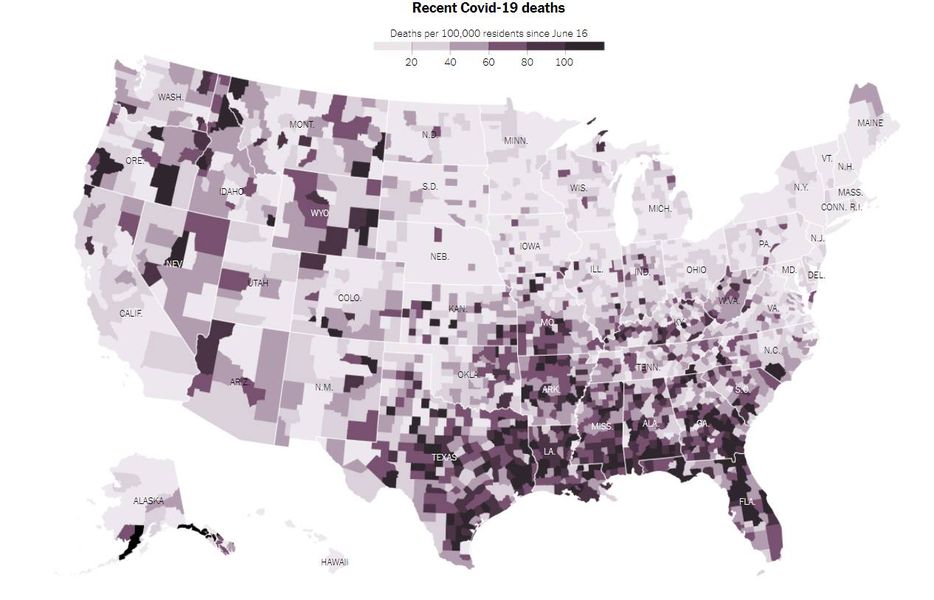 Recent Covid-19 deaths
Deaths per 100,000 residents since June 16
20 40 60 80 100
WASH.
MONT.
N.D.
MINN.
MAINE
ORE.
IDAHO
S.D.
WIS.
MICH.
VT.
N.H.
N.Y.
MASS.
CONN.
R.I.
WYO.
NEB.
IOWA
ILL.
IND.
OHIO
PA.
N.J.
MD.
DEL.
NEV.
UTAH
COLO.
KAN.
MO.
KY.
W.VA.
VA.
CALIF.
ARIZ.
N.M.
OKLA.
ARK.
TENN.
N.C.
S.C.
TEXAS
LA.
MISS.
ALA.
GA.
FLA.
ALASKA
HAWAII